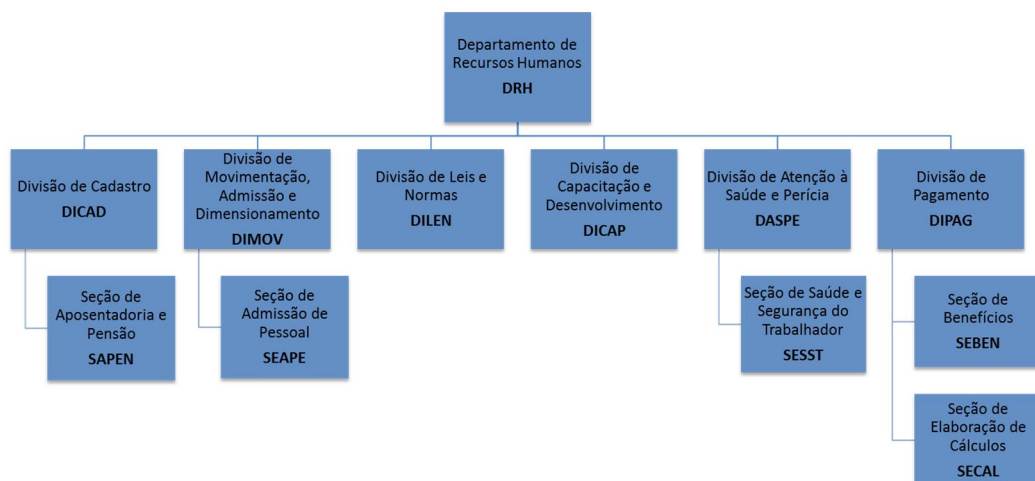 Departamento de
Recursos Humanos
DRH
Divisão de Cadastro
DICAD
Divisão de
Movimentação,
Admissão e
Dimensionamento
DIMOV
Divisão de Leis e
Normas
DILEN
Divisão de
Capacitação e
Desenvolvimento
DICAP
Divisão de Atenção à
Saúde e Perícia
DASPE
Divisão de
Pagamento
DIPAG
Seção de
Aposentadoria e
Pensão
SAPEN
Seção de
Admissão de
Pessoal
SEAPE
Seção de Saúde e
Segurança do
Trabalhador
SESST
Seção de
Benefícios
SEBEN
Seção de
Elaboração de
Cálculos
SECAL